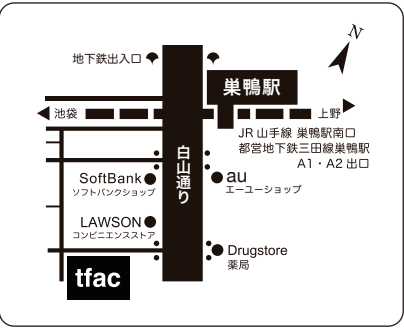 N
地下鉄出入口
巣鴨駅
池袋
上野
JR 山手線 巣鴨駅南口
都営地下鉄三田線巣鴨駅
A1・A2 出口
白山通り
SoftBank
ソフトバンクショップ
au
エーユーショップ
LAWSON
コンビニエンスストア
Drugstore
薬局
tfac